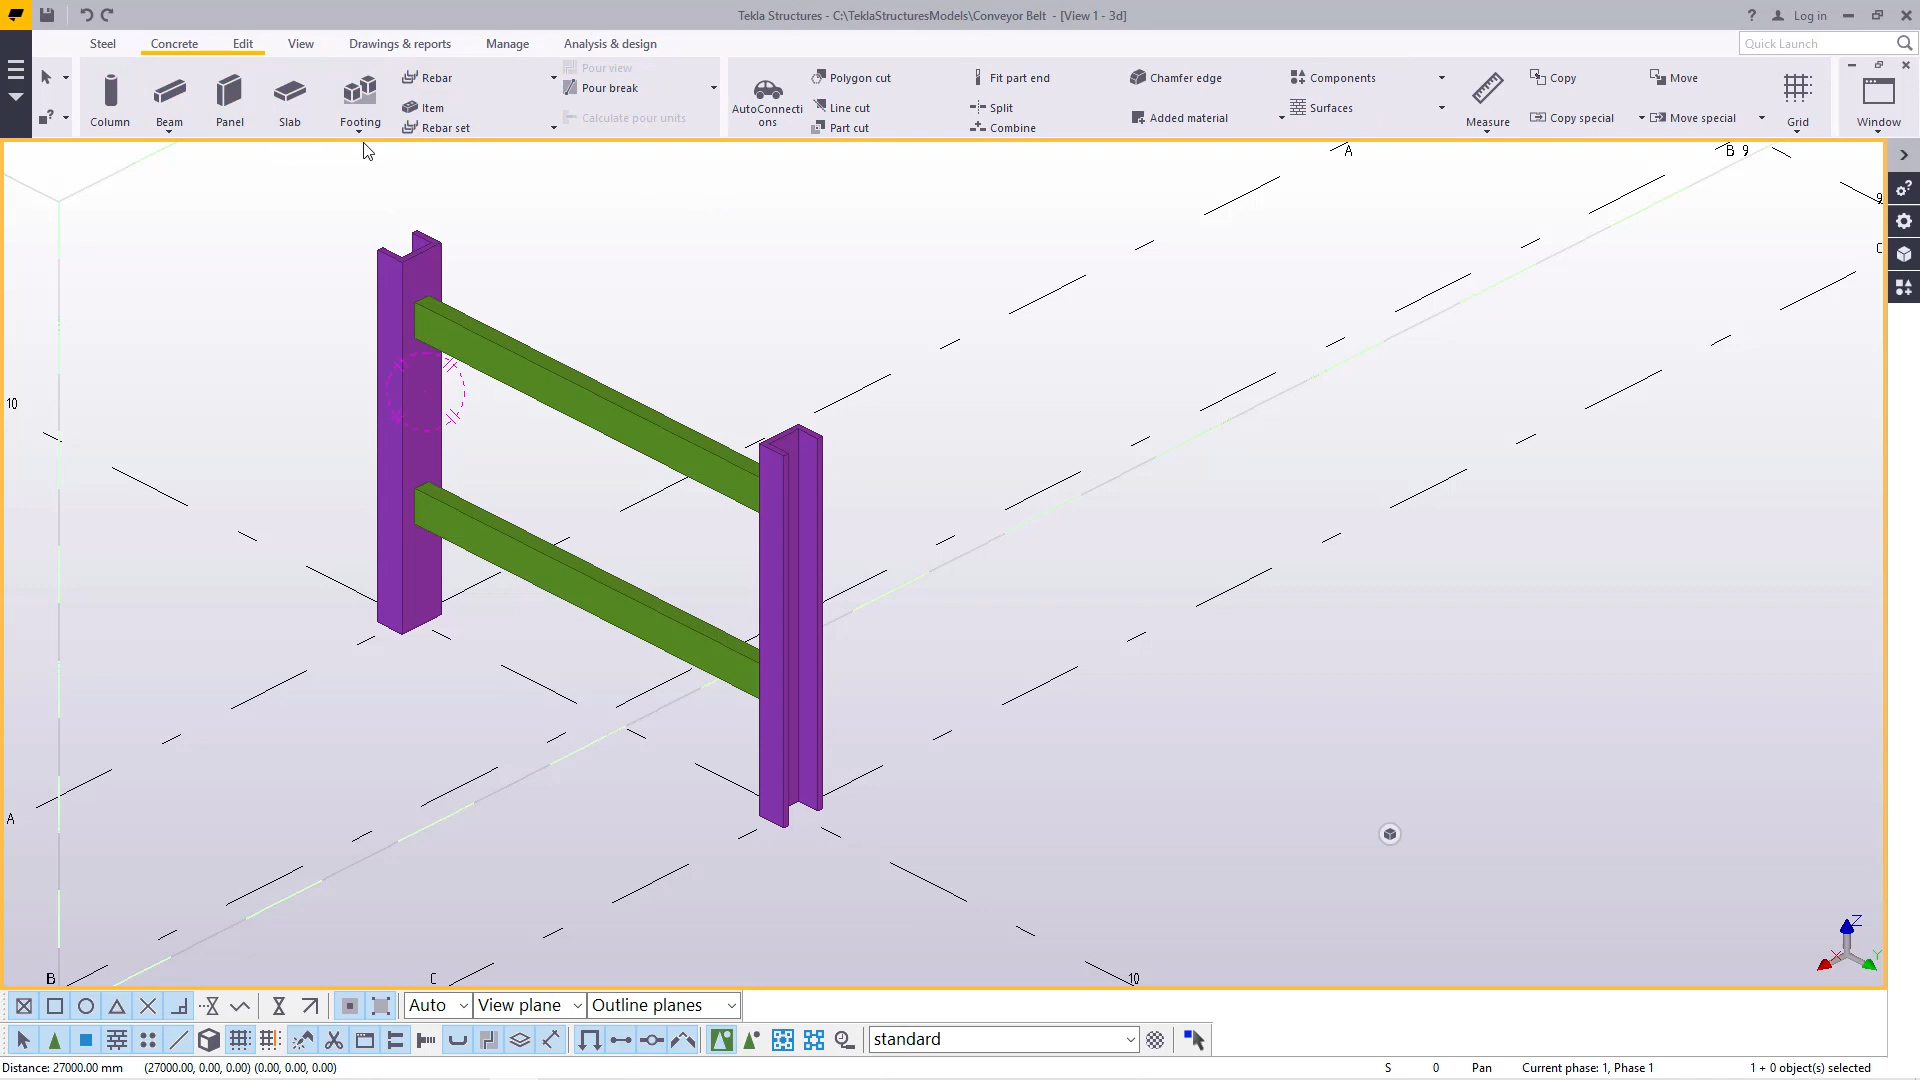 Tekla Structures - C:\TeklaStructuresModels\Conveyor Belt - [View 1 - 3d]
? Log in
Steel Concrete Edit View Drawings & reports Manage Analysis & design
Quick Launch
Column
Beam
Panel
Slab
Footing
Rebar
Item
Rebar set
Pour view
Pour break
Calculate pour units
AutoConnecti
ons
Polygon cut
Line cut
Part cut
Fit part end
Split
Combine
Chamfer edge
Added material
Components
Surfaces
Measure
Copy
Copy special
Move
Move special
Grid
Window
A
B 9
9
C
10
A
B
C
10
Z
X
Y
Auto View plane Outline planes
standard
Distance: 27000.00 mm (27000.00, 0.00, 0.00) (0.00, 0.00, 0.00) S 0 Pan Current phase: 1, Phase 1 1 + 0 object(s) selected